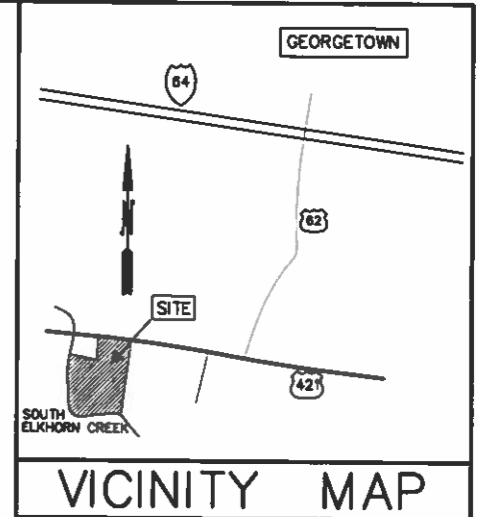 GEORGETOWN
64
62
N
SITE
421
SOUTH
ELKHORN CREEK
VICINITY MAP